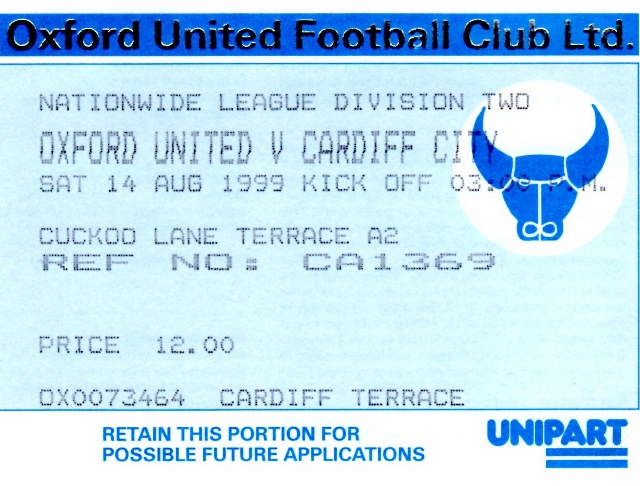 Oxford United Football Club Ltd.
NATIONWIDE LEAGUE DIVISION TWO
OXFORD UNITED V CARDIFF CITY
SAT 14 AUG 1999 KICK OFF 03:00 P.M.
CUCKOO LANE TERRACE A2
REF NO: CA1369
PRICE 12.00
OX0073464 CARDIFF TERRACE
RETAIN THIS PORTION FOR
POSSIBLE FUTURE APPLICATIONS
UNIPART